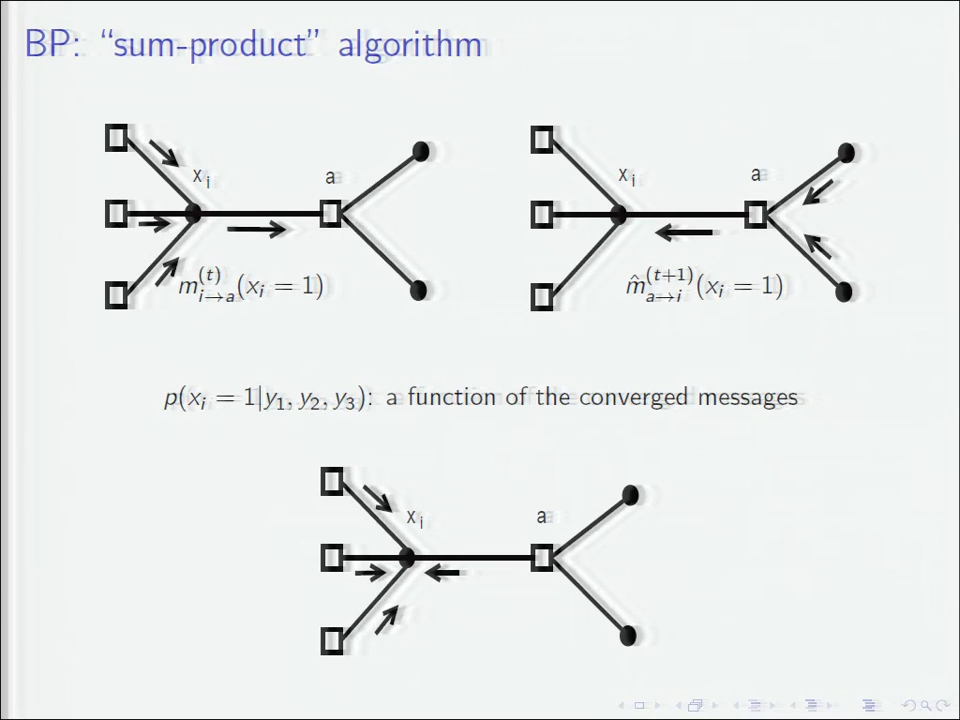 BP: “sum-product” algorithm
x_i a
m_{i→a}^{(t)}(x_i = 1)
x_i a
m̂_{a→i}^{(t+1)}(x_i = 1)
p(x_i = 1|y_1, y_2, y_3): a function of the converged messages
x_i a